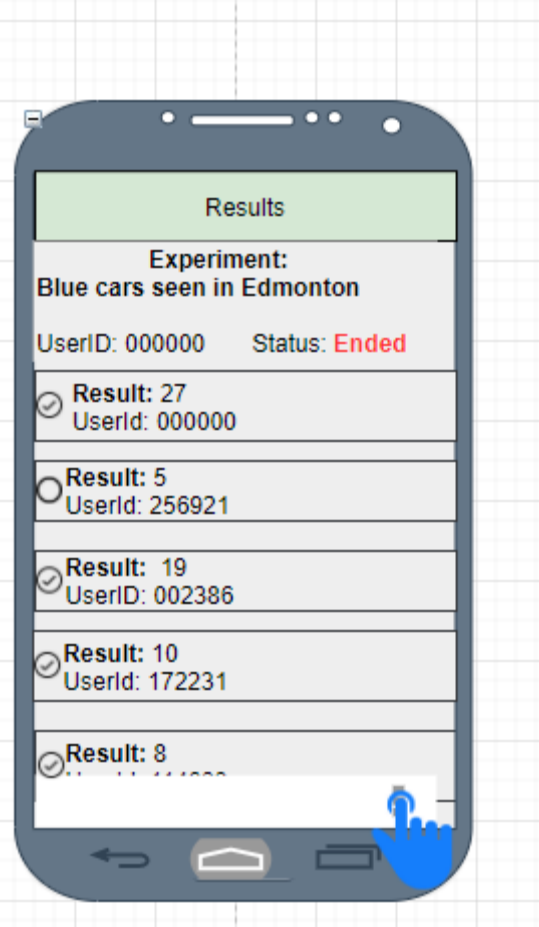 Results
Experiment:
Blue cars seen in Edmonton
UserID: 000000 Status: Ended
Result: 27
UserId: 000000
Result: 5
UserId: 256921
Result: 19
UserID: 002386
Result: 10
UserId: 172231
Result: 8